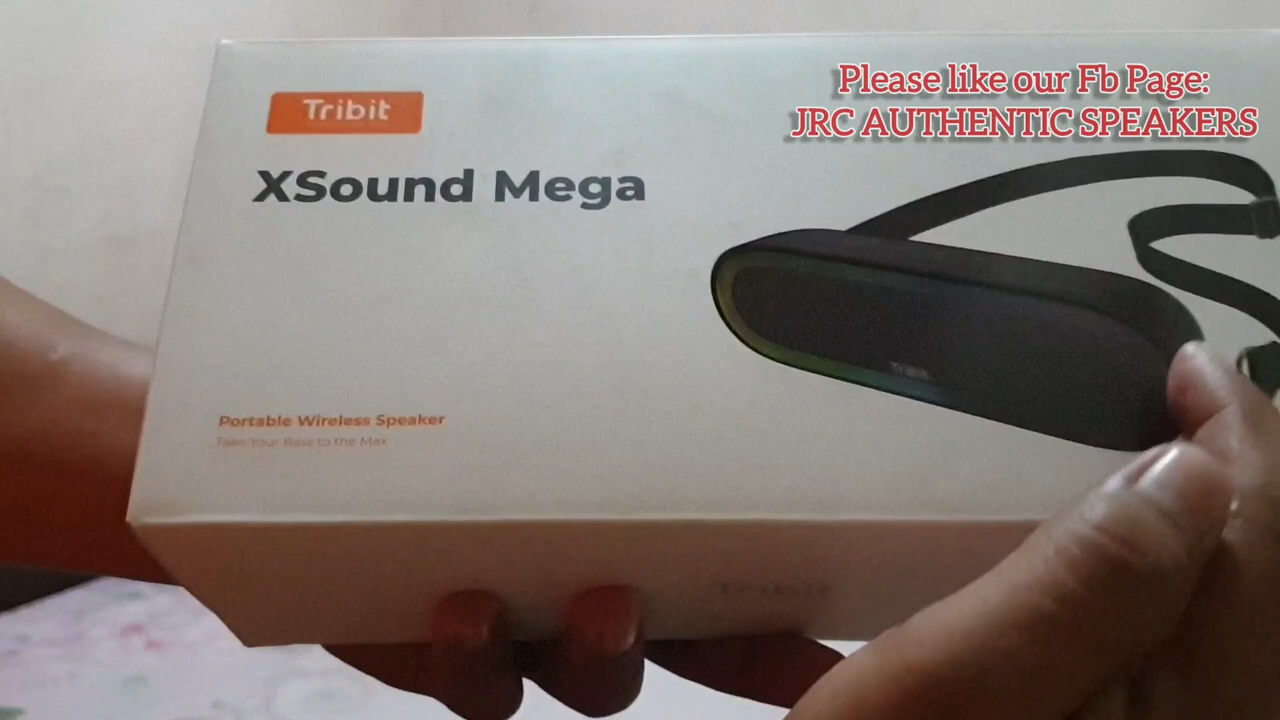 Please like our Fb Page:
JRC AUTHENTIC SPEAKERS
Tribit
XSound Mega
Portable Wireless Speaker
Take Your Bass to the Max
Tribit